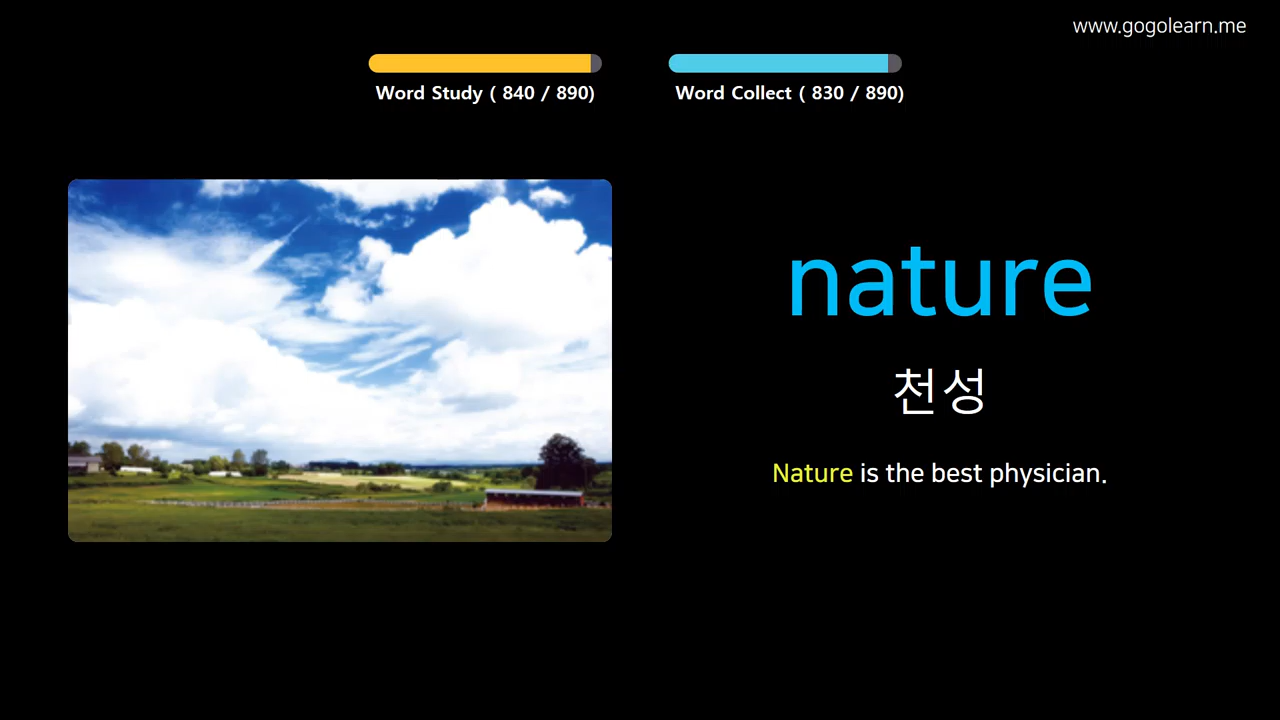 www.gogolearn.me
Word Study ( 840 / 890)
Word Collect ( 830 / 890)
nature
천성
Nature is the best physician.